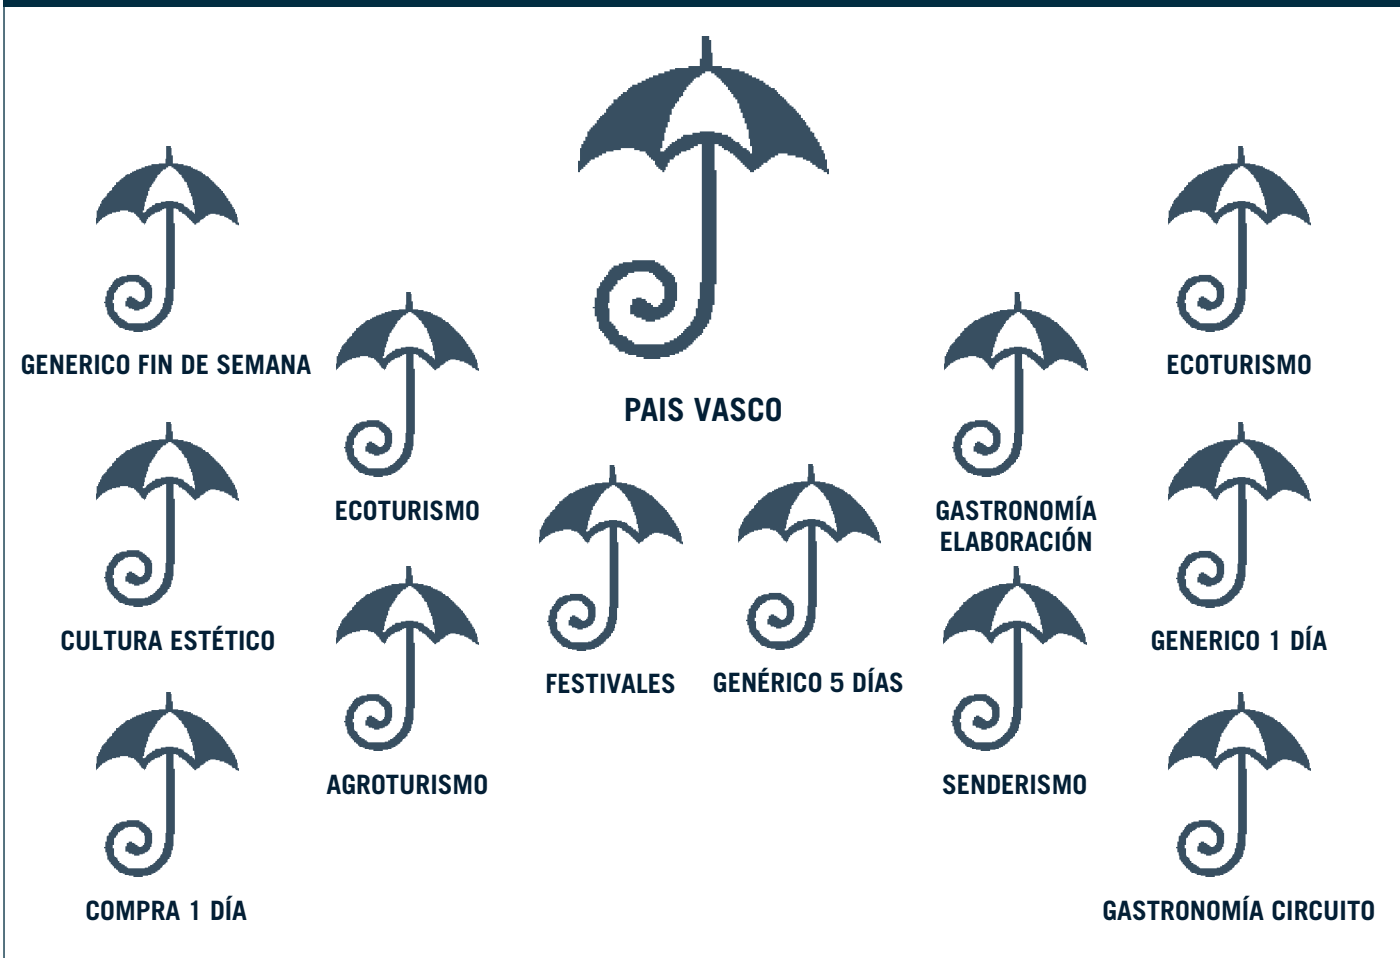 GENERICO FIN DE SEMANA
ECOTURISMO
PAIS VASCO
ECOTURISMO
GASTRONOMÍA
ELABORACIÓN
CULTURA ESTÉTICO
GENERICO 1 DÍA
FESTIVALES
GENÉRICO 5 DÍAS
AGROTURISMO
SENDERISMO
COMPRA 1 DÍA
GASTRONOMÍA CIRCUITO